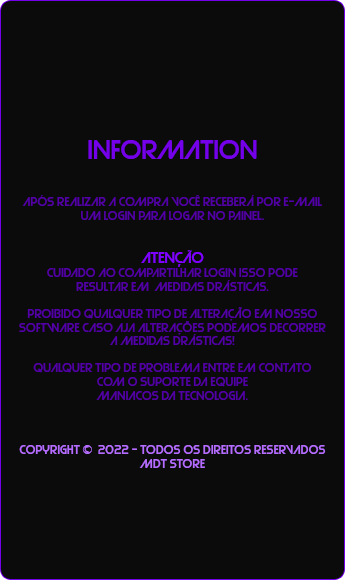 INFORMATION
APÓS REALIZAR A COMPRA VOCÊ RECEBERÁ POR E-MAIL
UM LOGIN PARA LOGAR NO PAINEL.
ATENÇÃO
CUIDADO AO COMPARTILHAR LOGIN ISSO PODE
RESULTAR EM MEDIDAS DRÁSTICAS.
PROIBIDO QUALQUER TIPO DE ALTERAÇÃO EM NOSSO
SOFTWARE CASO AJA ALTERAÇÕES PODEMOS DECORRER
A MEDIDAS DRÁSTICAS!
QUALQUER TIPO DE PROBLEMA ENTRE EM CONTATO
COM O SUPORTE DA EQUIPE
MANIACOS DA TECNOLOGIA.
COPYRIGHT © 2022 - TODOS OS DIREITOS RESERVADOS
MDT STORE